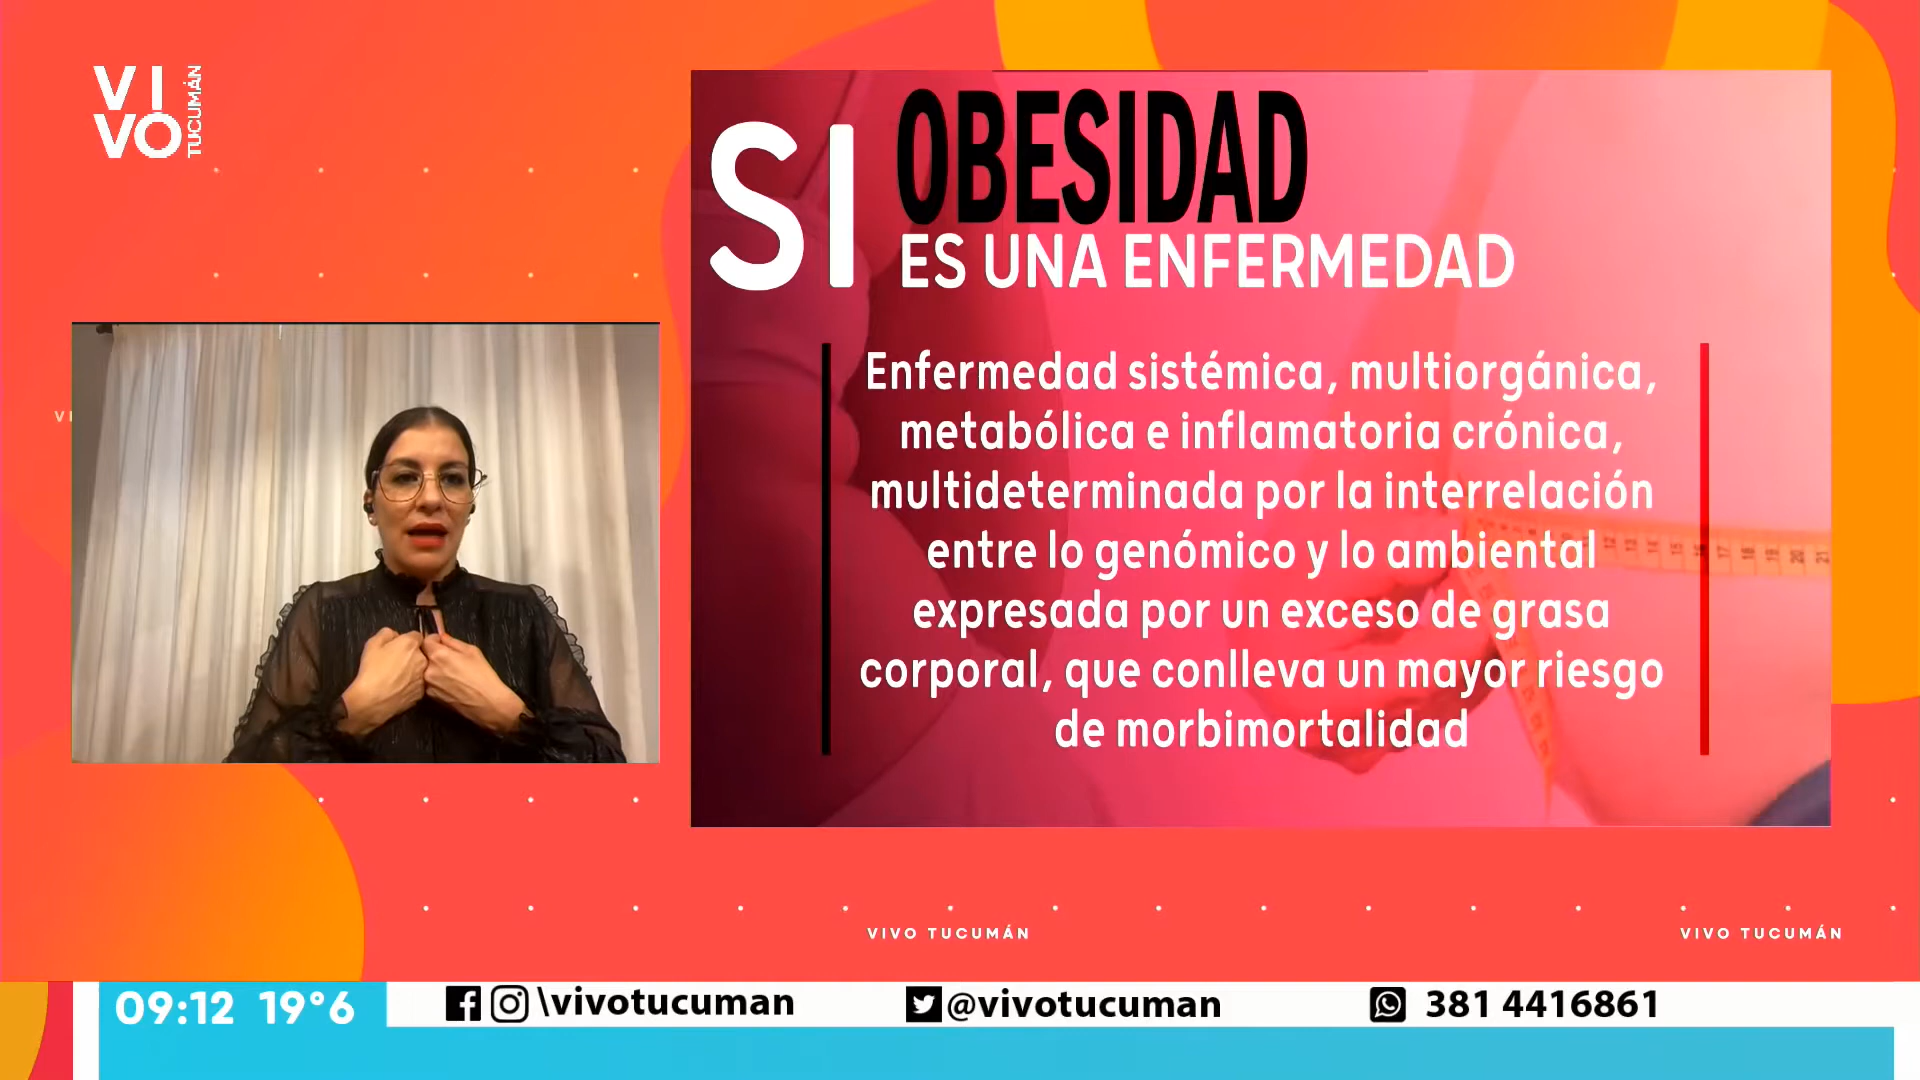 VI
VO
TUCUMÁN
SI
OBESIDAD
ES UNA ENFERMEDAD
Enfermedad sistémica, multiorgánica,
metabólica e inflamatoria crónica,
multideterminada por la interrelación
entre lo genómico y lo ambiental
expresada por un exceso de grasa
corporal, que conlleva un mayor riesgo
de morbimortalidad
VIVO TUCUMÁN
VIVO TUCUMÁN
09:12 19°6
\vivotucuman
@vivotucuman
381 4416861